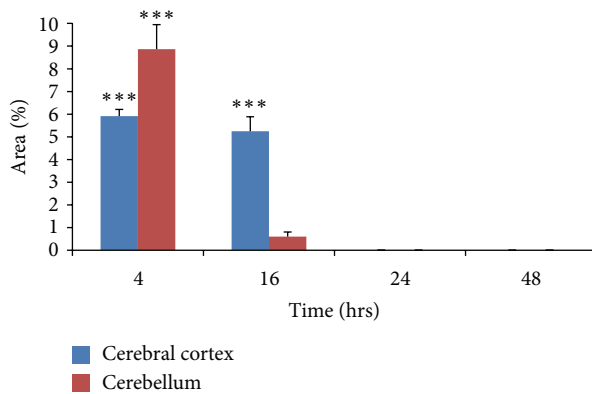 10
9
8
7
6
5
4
3
2
1
0
Area (%)
***
***
***
4 16 24 48
Time (hrs)
Cerebral cortex
Cerebellum